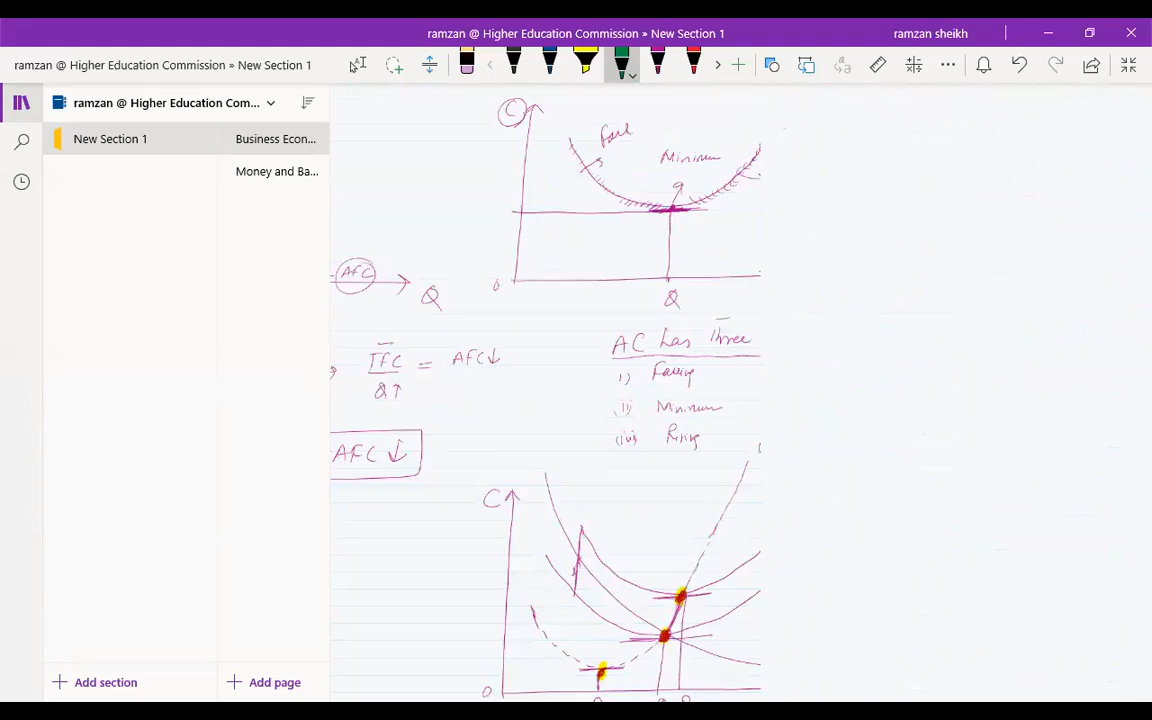 ramzan @ Higher Education Commission » New Section 1
ramzan sheikh
ramzan @ Higher Education Commission » New Section 1
ramzan @ Higher Education Com...
New Section 1
Business Econ...
Money and Ba...
Add section
Add page
C
Minimum
AFC
Q
0
Q
TFC
Q↑
= AFC↓
AFC ↓
AC has Three
i) Falling
ii) Minimum
(iii) Rising
C
0